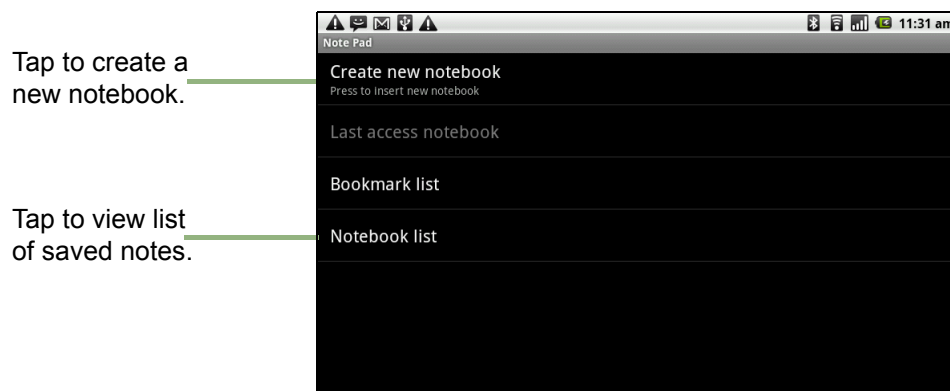 11:31 am
Note Pad
Tap to create a
new notebook.
Create new notebook
Press to insert new notebook
Last access notebook
Bookmark list
Tap to view list
of saved notes.
Notebook list